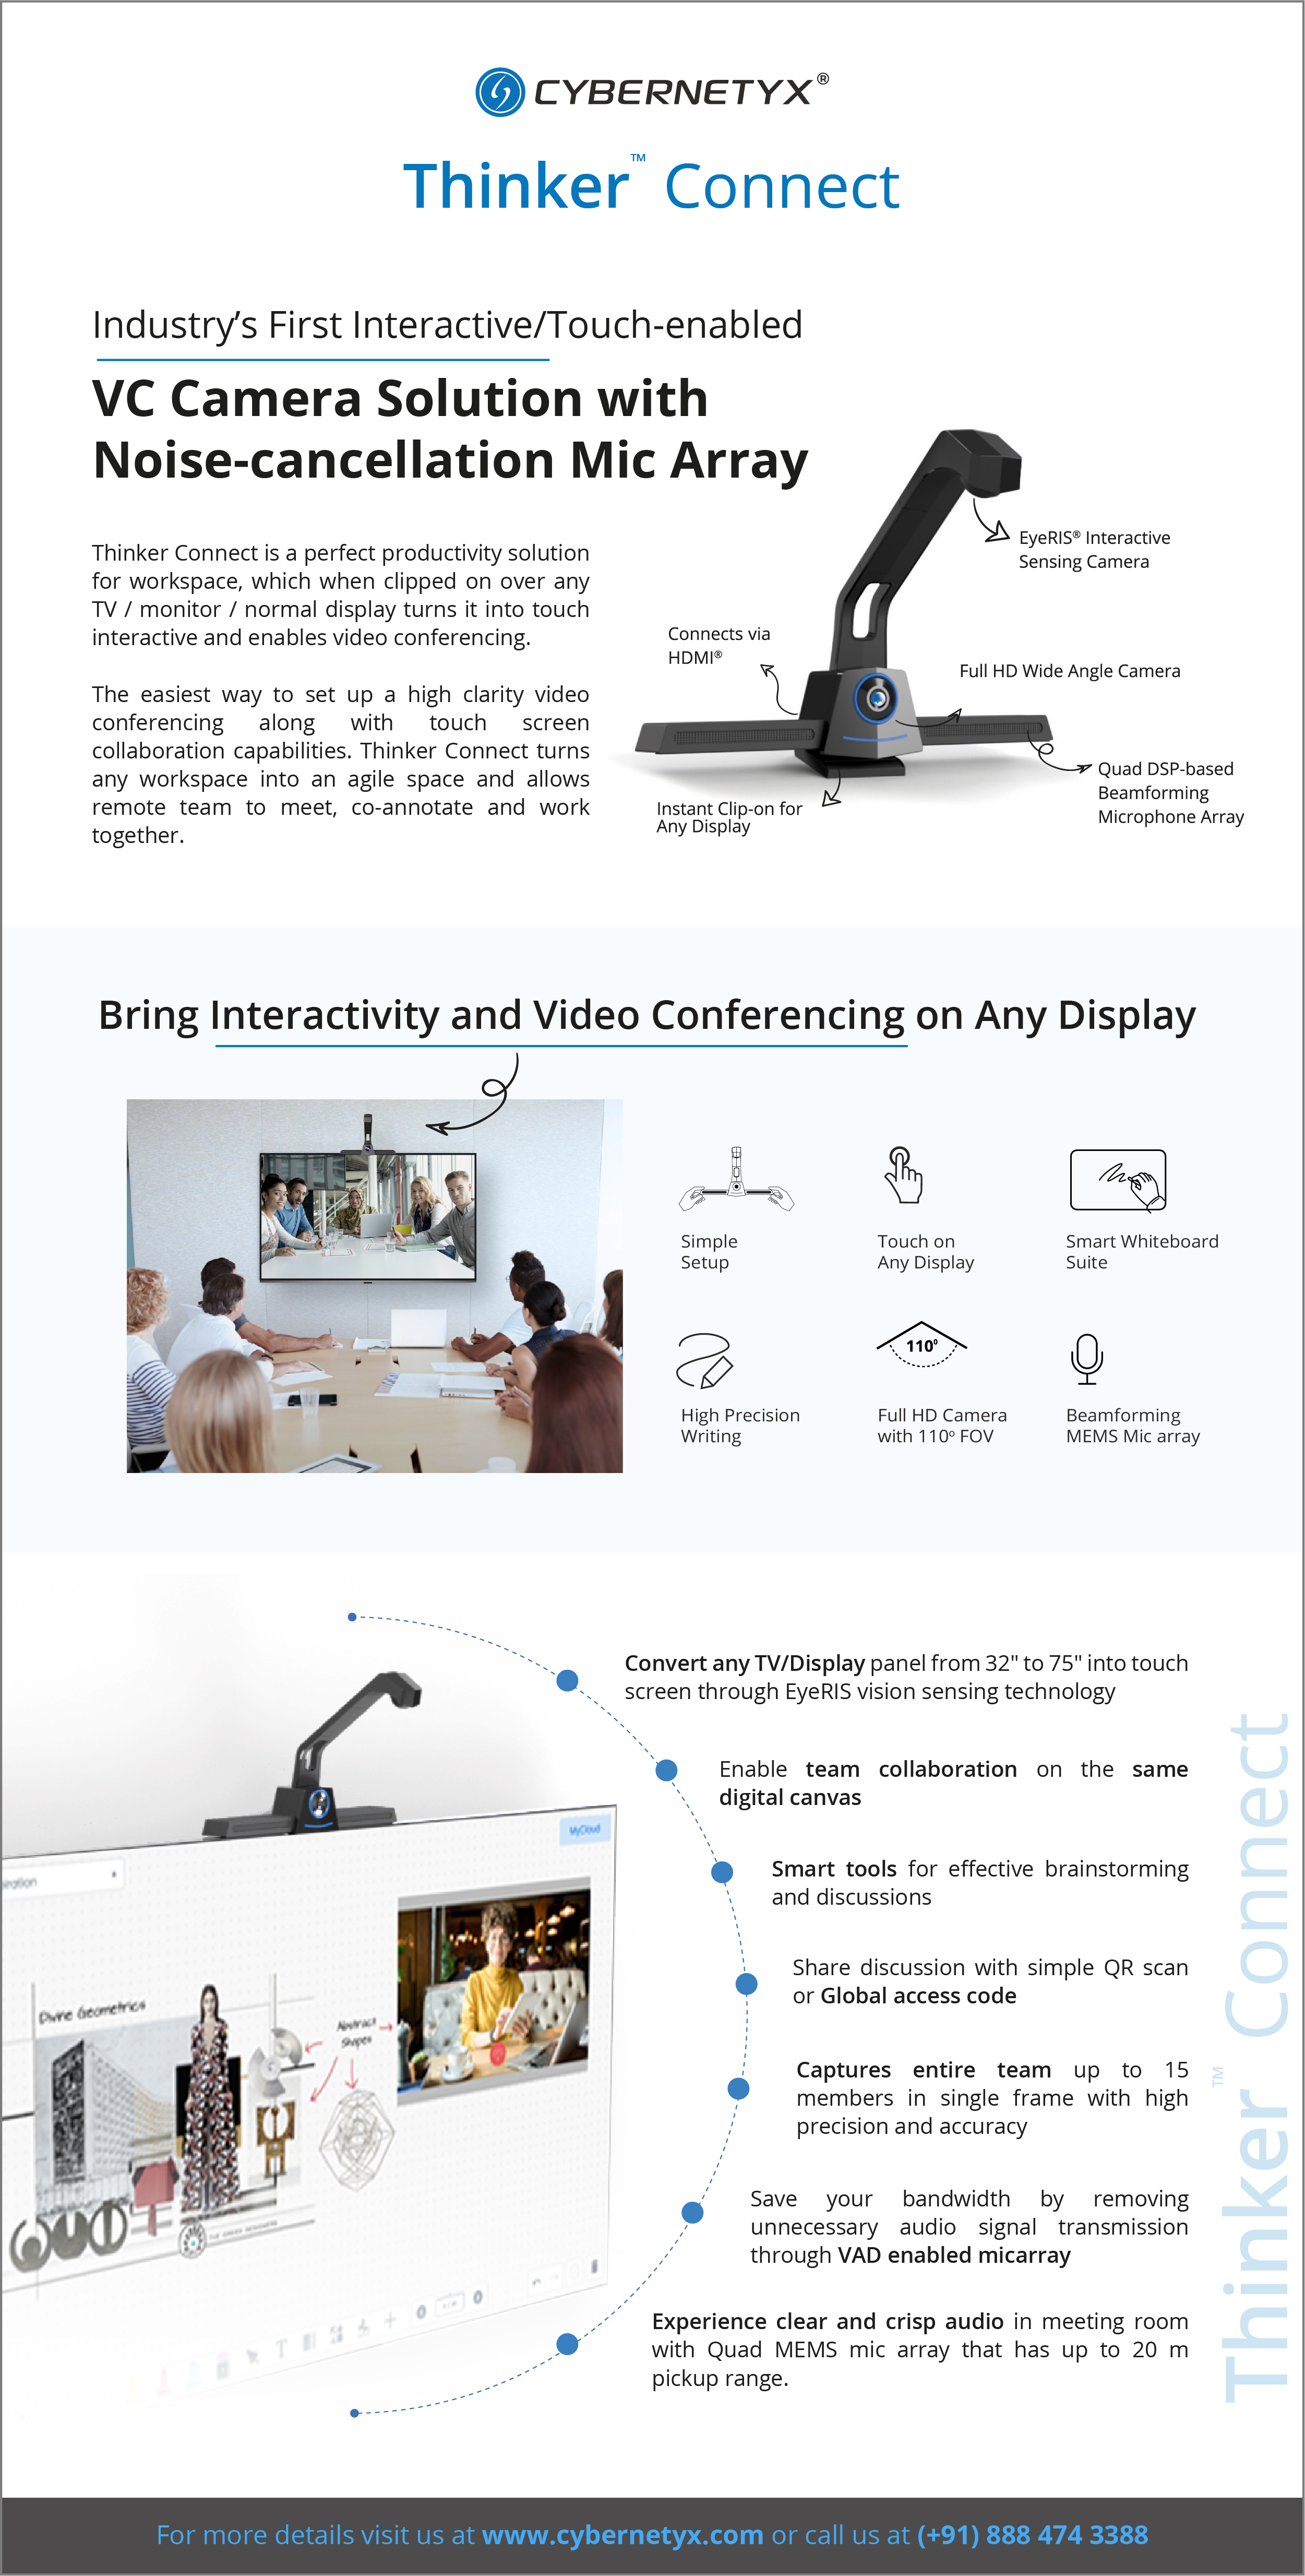 CYBERNETYX®
Thinker™ Connect
Industry's First Interactive/Touch-enabled
VC Camera Solution with
Noise-cancellation Mic Array
Thinker Connect is a perfect productivity solution
for workspace, which when clipped on over any
TV / monitor / normal display turns it into touch
interactive and enables video conferencing.
The easiest way to set up a high clarity video
conferencing along with touch screen
collaboration capabilities. Thinker Connect turns
any workspace into an agile space and allows
remote team to meet, co-annotate and work
together.
EyeRIS® Interactive
Sensing Camera
Connects via
HDMI®
Full HD Wide Angle Camera
Quad DSP-based
Beamforming
Microphone Array
Instant Clip-on for
Any Display
Bring Interactivity and Video Conferencing on Any Display
Simple
Setup
Touch on
Any Display
Smart Whiteboard
Suite
110⁰
High Precision
Writing
Full HD Camera
with 110º FOV
Beamforming
MEMS Mic array
Convert any TV/Display panel from 32" to 75" into touch
screen through EyeRIS vision sensing technology
Enable team collaboration on the same
digital canvas
Smart tools for effective brainstorming
and discussions
Share discussion with simple QR scan
or Global access code
Captures entire team up to 15
members in single frame with high
precision and accuracy
Save your bandwidth by removing
unnecessary audio signal transmission
through VAD enabled micarray
Experience clear and crisp audio in meeting room
with Quad MEMS mic array that has up to 20 m
pickup range.
MyCloud
Divine Geometrics
Abstract
Shapes
Thinker™ Connect
For more details visit us at www.cybernetyx.com or call us at (+91) 888 474 3388